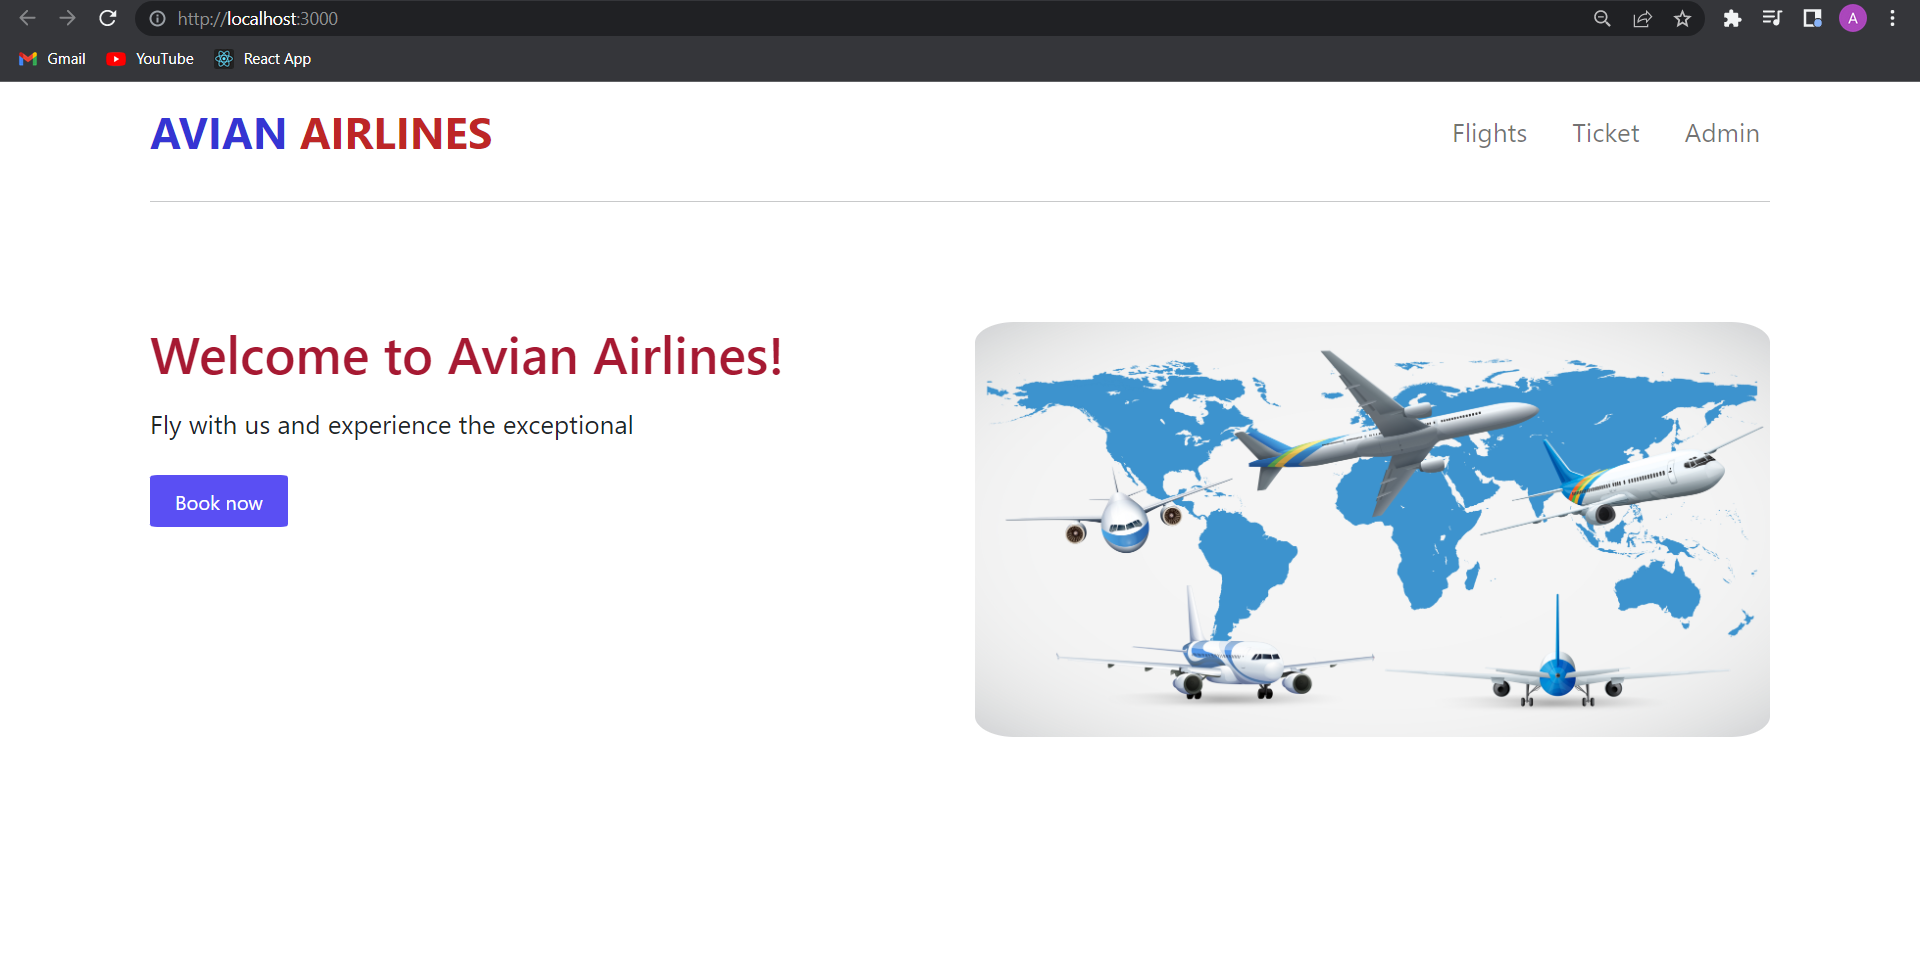 http://localhost:3000
A
Gmail YouTube React App
AVIAN AIRLINES
Flights Ticket Admin
Welcome to Avian Airlines!
Fly with us and experience the exceptional
Book now